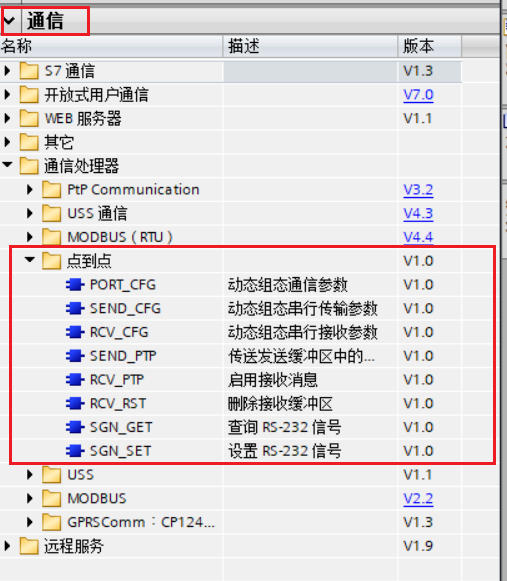 通信
名称 描述 版本
S7 通信 V1.3
开放式用户通信 V7.0
WEB 服务器 V1.1
其它
通信处理器
PtP Communication V3.2
USS 通信 V4.3
MODBUS（RTU） V4.4
点到点 V1.0
PORT_CFG 动态组态通信参数 V1.0
SEND_CFG 动态组态串行传输参数 V1.0
RCV_CFG 动态组态串行接收参数 V1.0
SEND_PTP 传送发送缓冲区中的... V1.0
RCV_PTP 启用接收消息 V1.0
RCV_RST 删除接收缓冲区 V1.0
SGN_GET 查询 RS-232 信号 V1.0
SGN_SET 设置 RS-232 信号 V1.0
USS V1.1
MODBUS V2.2
GPRSComm：CP124... V1.3
远程服务 V1.9